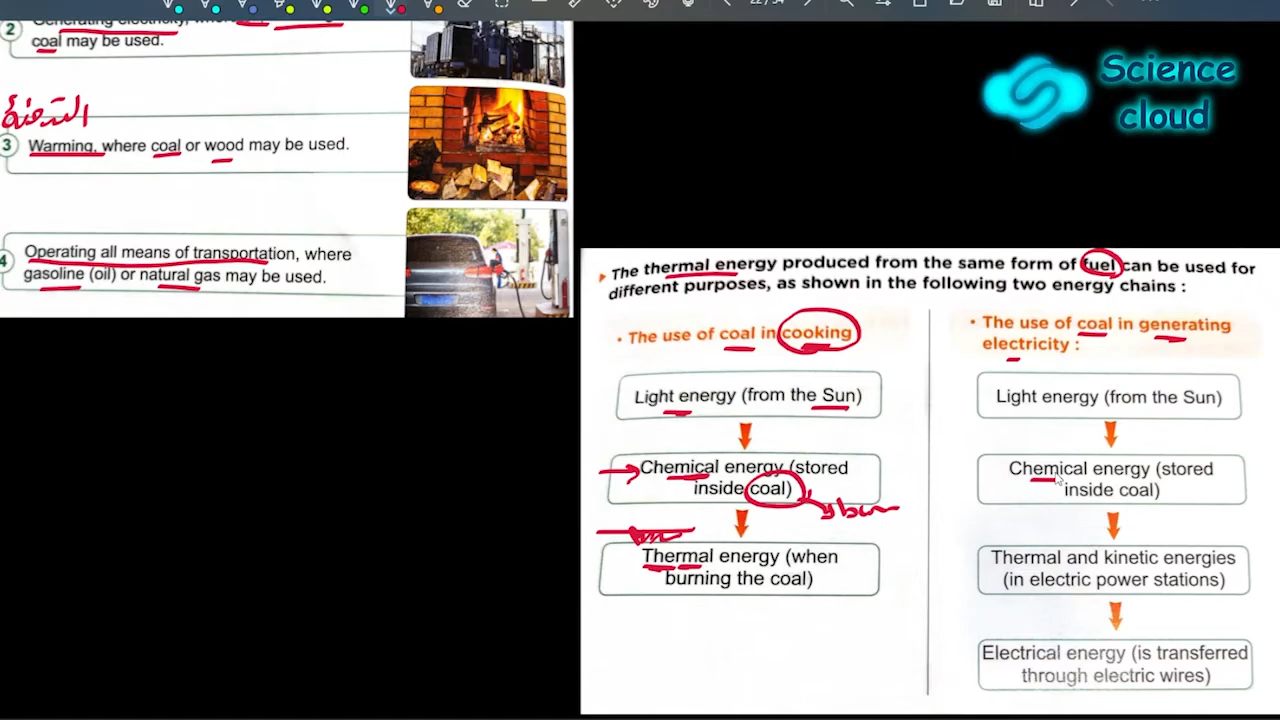 2
Generating electricity,
coal may be used.
التدفئة
3
Warming, where coal or wood may be used.
4
Operating all means of transportation, where
gasoline (oil) or natural gas may be used.
Science
cloud
The thermal energy produced from the same form of fuel can be used for
different purposes, as shown in the following two energy chains :
• The use of coal in cooking
Light energy (from the Sun)
Chemical energy (stored
inside coal)
burn
Thermal energy (when
burning the coal)
• The use of coal in generating
electricity :
Light energy (from the Sun)
Chemical energy (stored
inside coal)
Thermal and kinetic energies
(in electric power stations)
Electrical energy (is transferred
through electric wires)